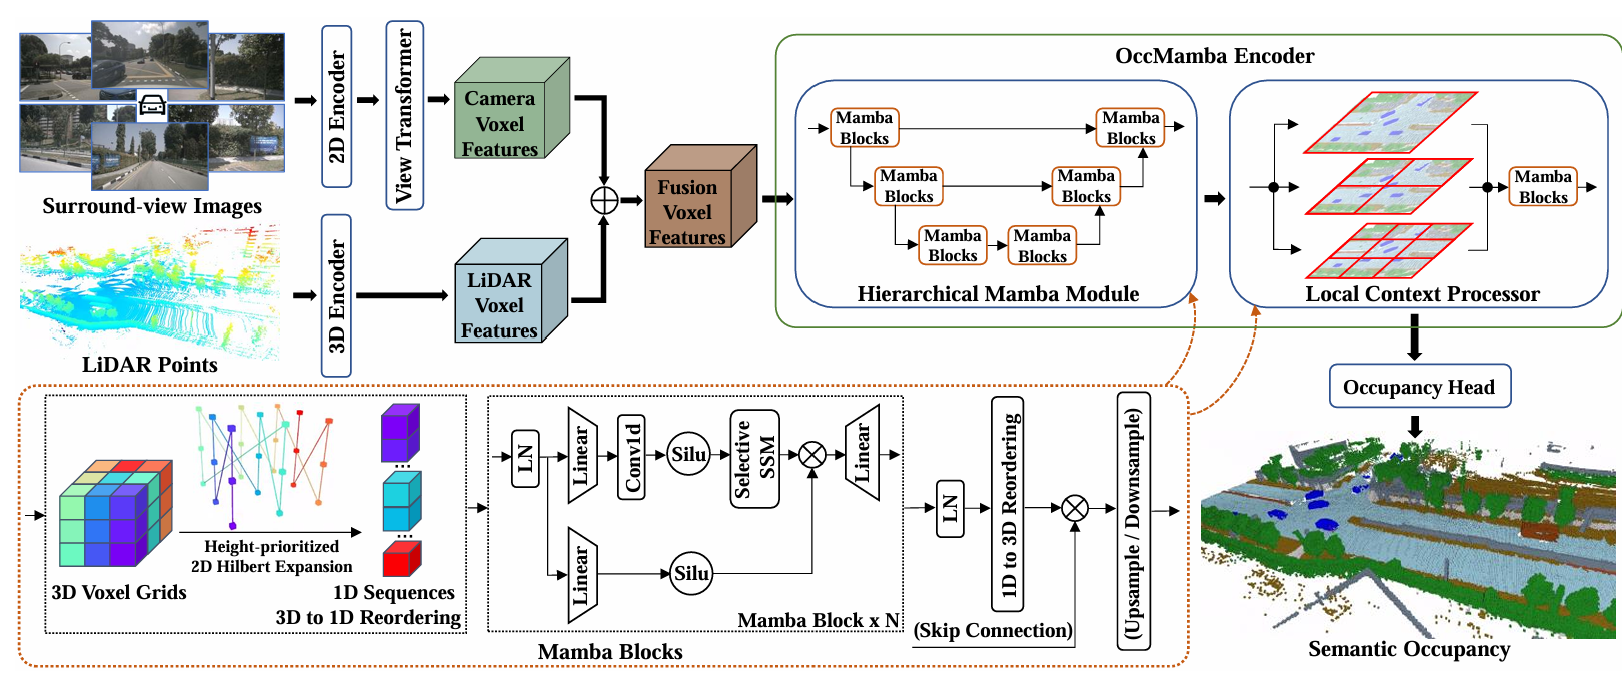 Surround-view Images
LiDAR Points
2D Encoder
View Transformer
3D Encoder
Camera
Voxel
Features
LiDAR
Voxel
Features
Fusion
Voxel
Features
OccMamba Encoder
Mamba
Blocks
Mamba
Blocks
Mamba
Blocks
Mamba
Blocks
Mamba
Blocks
Mamba
Blocks
Hierarchical Mamba Module
Mamba
Blocks
Local Context Processor
Occupancy Head
Semantic Occupancy
3D Voxel Grids
Height-prioritized
2D Hilbert Expansion
...
...
1D Sequences
3D to 1D Reordering
LN
Linear
Conv1d
Silu
Selective
SSM
Linear
Linear
Silu
Mamba Block x N
LN
1D to 3D Reordering
(Skip Connection)
(Upsample / Downsample)
Mamba Blocks